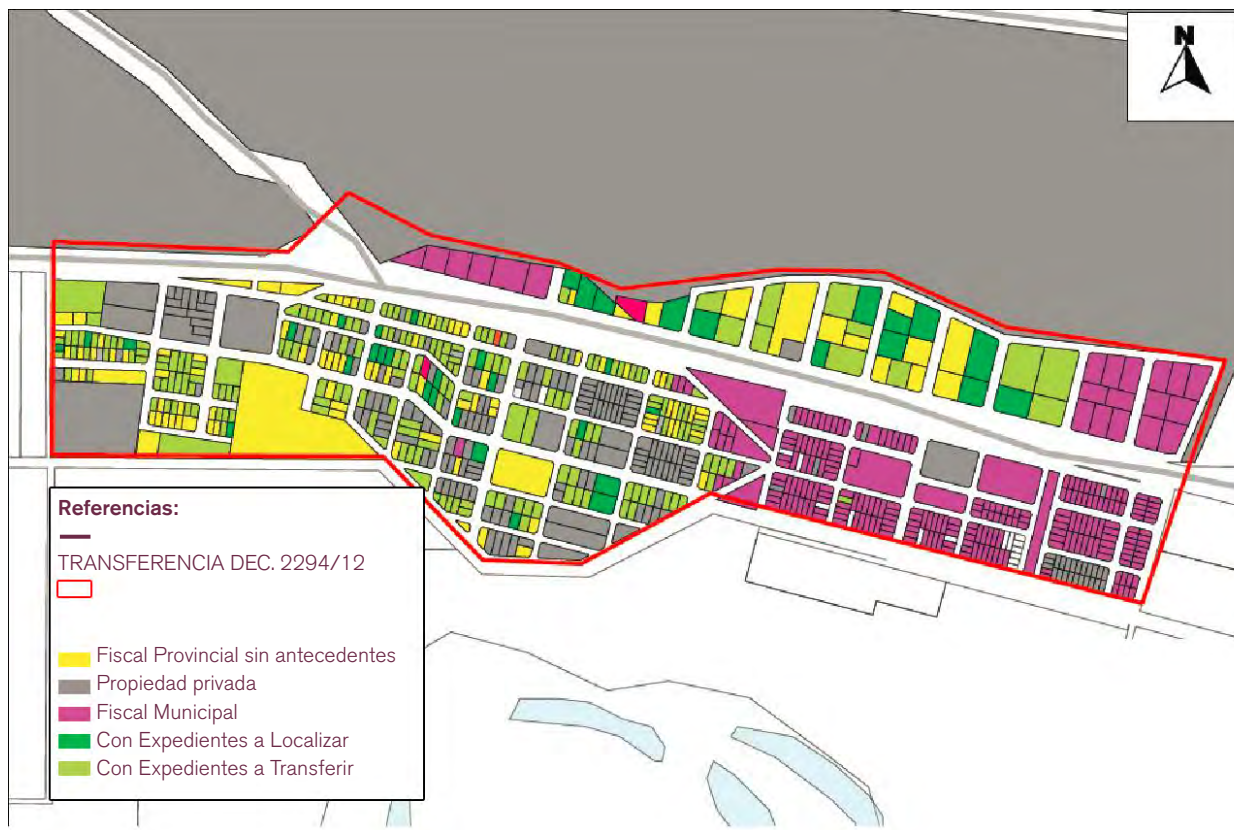 N
Referencias:
TRANSFERENCIA DEC. 2294/12
Fiscal Provincial sin antecedentes
Propiedad privada
Fiscal Municipal
Con Expedientes a Localizar
Con Expedientes a Transferir